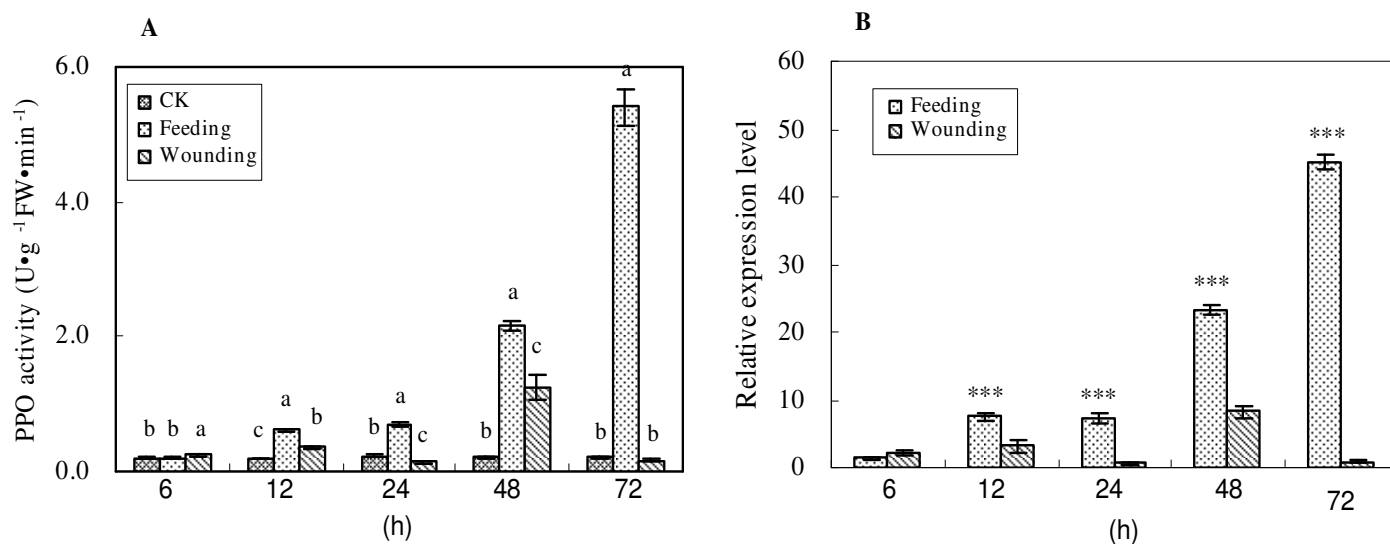 A
PPO activity (U•g -1FW•min -1)
6.0
4.0
2.0
0.0
CK
Feeding
Wounding
b b a
c a b
b a c
b a c
b a b
6 12 24 48 72
(h)
B
Relative expression level
60
50
40
30
20
10
0
Feeding
Wounding
***
***
***
***
6 12 24 48 72
(h)